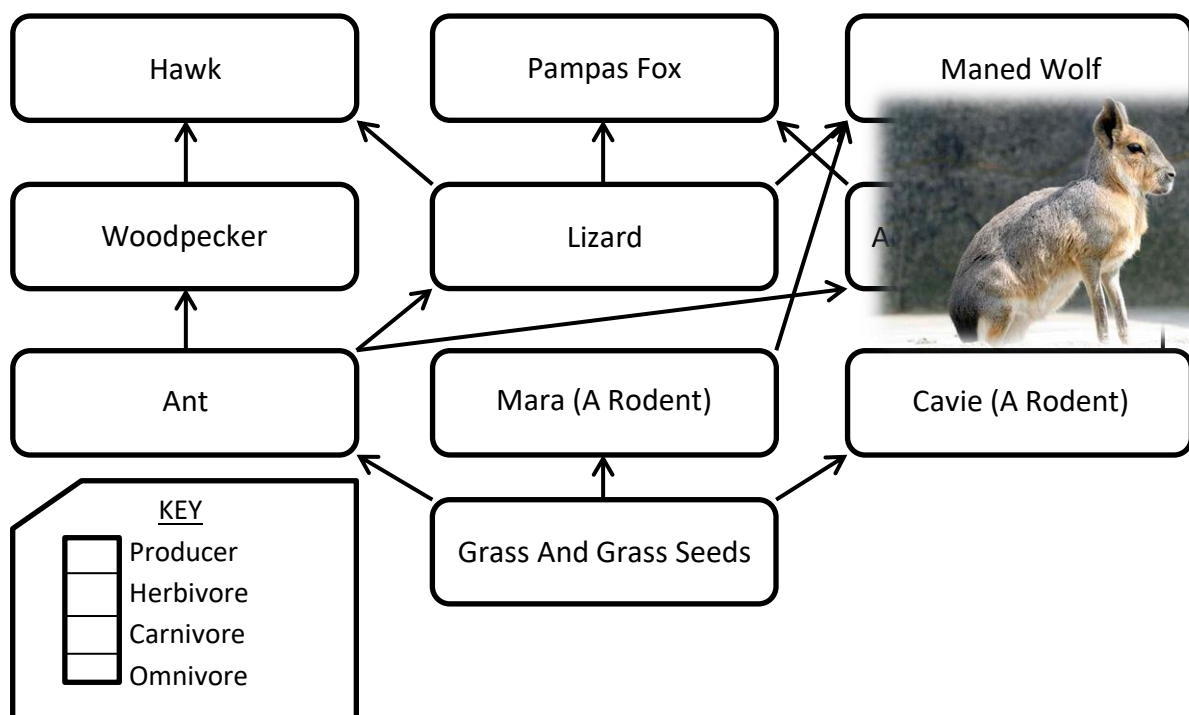 Hawk
Pampas Fox
Maned Wolf
Woodpecker
Lizard
Ant
Mara (A Rodent)
Cavie (A Rodent)
Grass And Grass Seeds
KEY
Producer
Herbivore
Carnivore
Omnivore